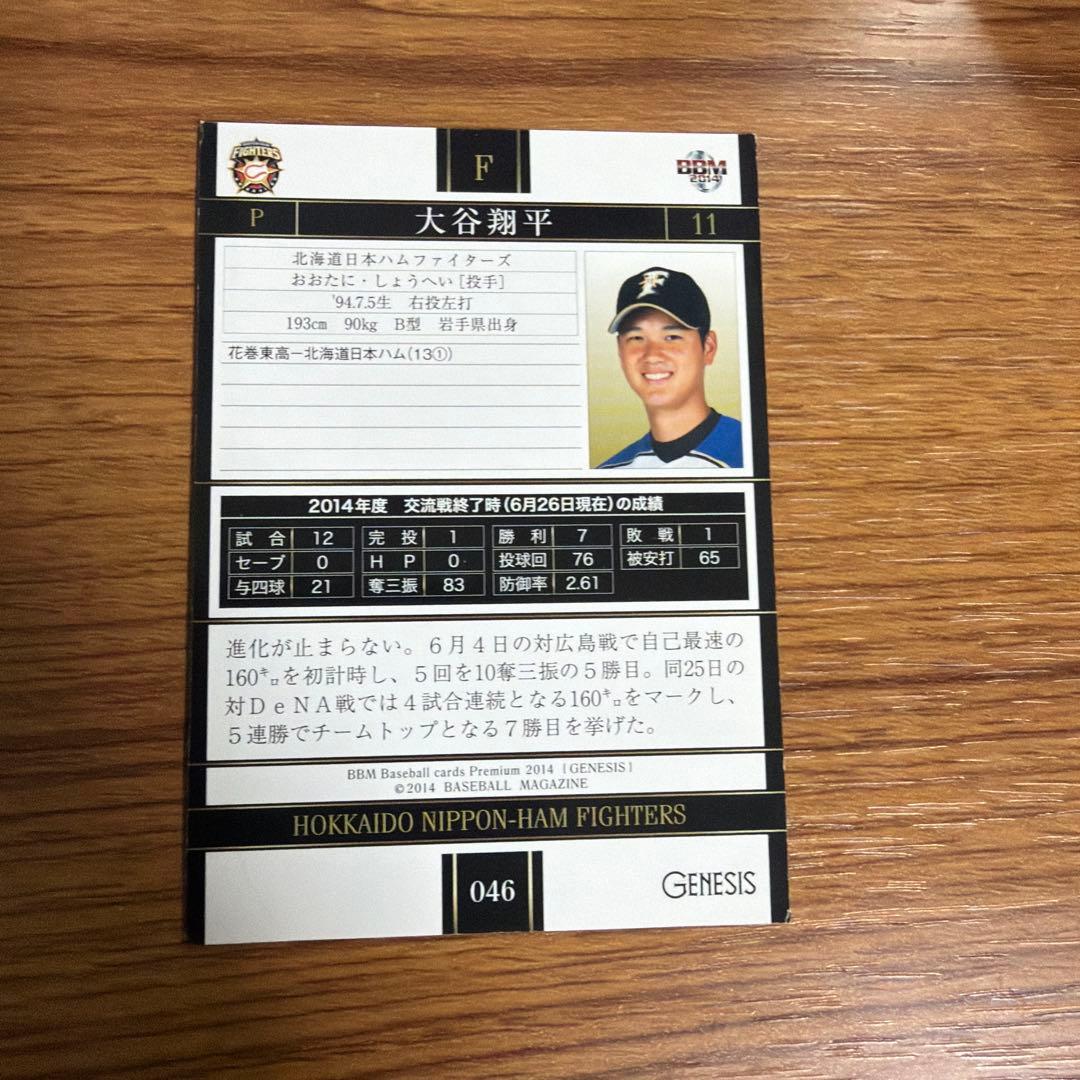 FIGHTERS
F
BBM
2014
P 大谷翔平 11
北海道日本ハムファイターズ
おおたに・しょうへい[投手]
'94.7.5生 右投左打
193cm 90kg B型 岩手県出身
花巻東高－北海道日本ハム(13①)
F
2014年度 交流戦終了時(6月26日現在)の成績
試合 12 完投 1 勝利 7 敗戦 1
セーブ 0 HP 0 投球回 76 被安打 65
与四球 21 奪三振 83 防御率 2.61
進化が止まらない。６月４日の対広島戦で自己最速の
160㌔を初計時し、５回を10奪三振の５勝目。同25日の
対ＤｅＮＡ戦では４試合連続となる160㌔をマークし、
５連勝でチームトップとなる７勝目を挙げた。
BBM Baseball cards Premium 2014 [GENESIS]
©2014 BASEBALL MAGAZINE
HOKKAIDO NIPPON-HAM FIGHTERS
046
GENESIS